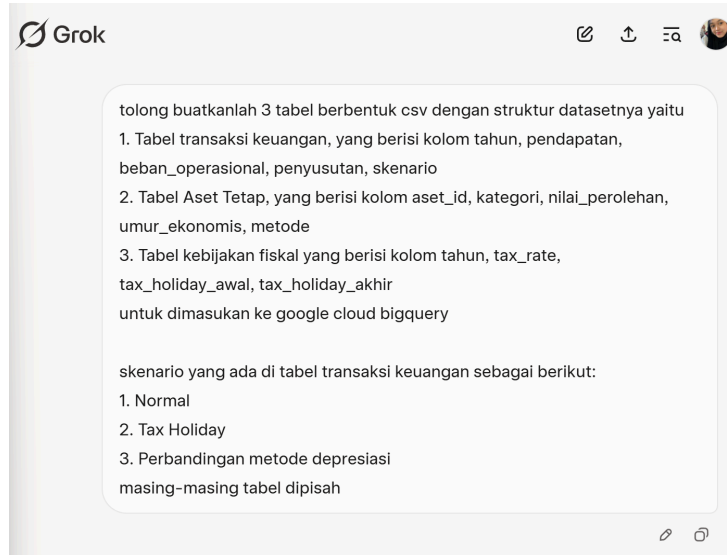 Grok
tolong buatkanlah 3 tabel berbentuk csv dengan struktur datasetnya yaitu
1. Tabel transaksi keuangan, yang berisi kolom tahun, pendapatan,
beban_operasional, penyusutan, skenario
2. Tabel Aset Tetap, yang berisi kolom aset_id, kategori, nilai_perolehan,
umur_ekonomis, metode
3. Tabel kebijakan fiskal yang berisi kolom tahun, tax_rate,
tax_holiday_awal, tax_holiday_akhir
untuk dimasukan ke google cloud bigquery
skenario yang ada di tabel transaksi keuangan sebagai berikut:
1. Normal
2. Tax Holiday
3. Perbandingan metode depresiasi
masing-masing tabel dipisah